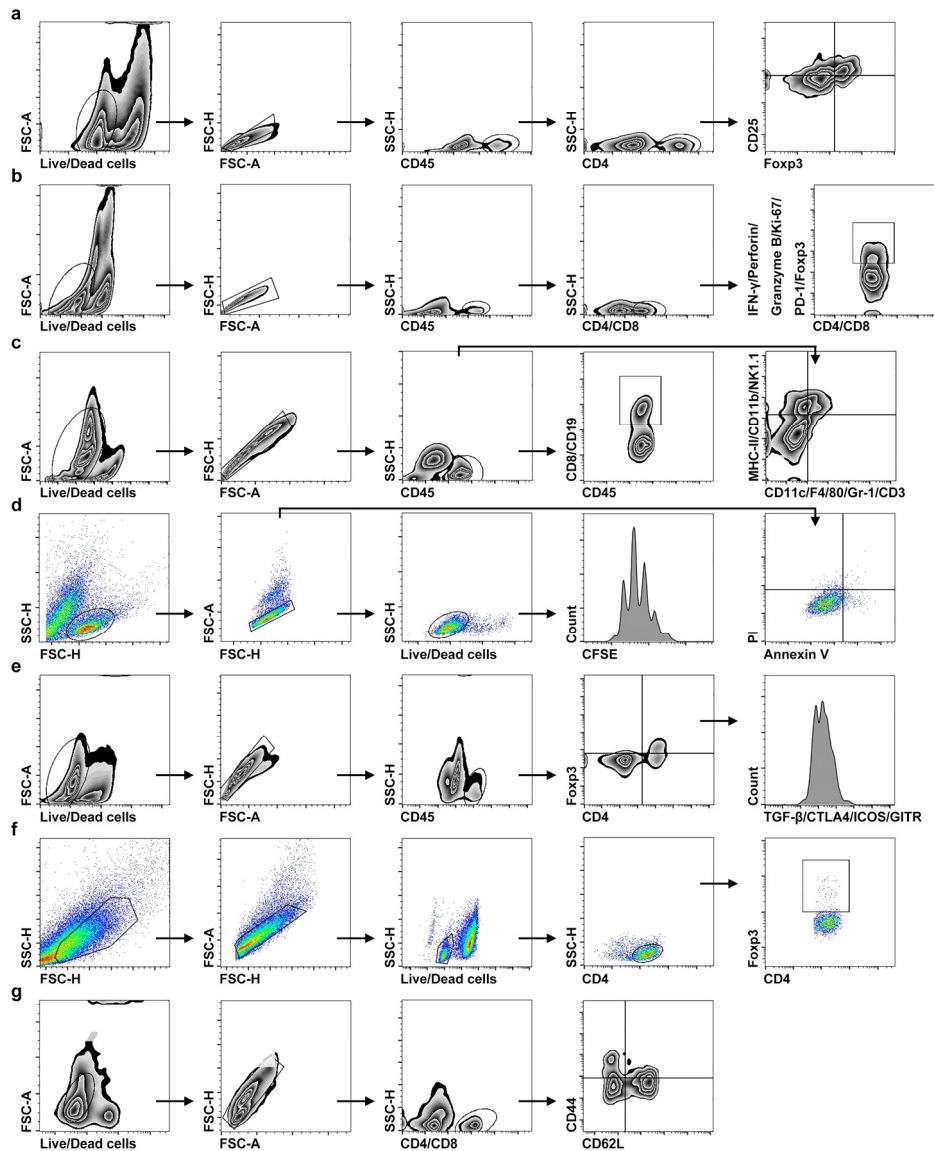 a
FSC-A
Live/Dead cells
FSC-H
FSC-A
SSC-H
CD45
SSC-H
CD4
CD25
Foxp3
b
FSC-A
Live/Dead cells
FSC-H
FSC-A
SSC-H
CD45
SSC-H
CD4/CD8
IFN-γ/Perforin/
Granzyme B/Ki-67/
PD-1/Foxp3
CD4/CD8
c
FSC-A
Live/Dead cells
SSC-H
FSC-A
SSC-H
CD45
CD8/CD19
CD45
MHC-II/CD11b/NK1.1
CD11c/F4/80/Gr-1/CD3
d
SSC-H
FSC-H
FSC-A
FSC-H
SSC-H
Live/Dead cells
Count
CFSE
PI
Annexin V
e
FSC-A
Live/Dead cells
FSC-H
FSC-A
SSC-H
CD45
Foxp3
CD4
Count
TGF-β/CTLA4/ICOS/GITR
f
SSC-H
FSC-H
FSC-A
FSC-H
SSC-H
Live/Dead cells
SSC-H
CD4
Foxp3
CD4
g
FSC-A
Live/Dead cells
FSC-H
FSC-A
SSC-H
CD4/CD8
CD44
CD62L